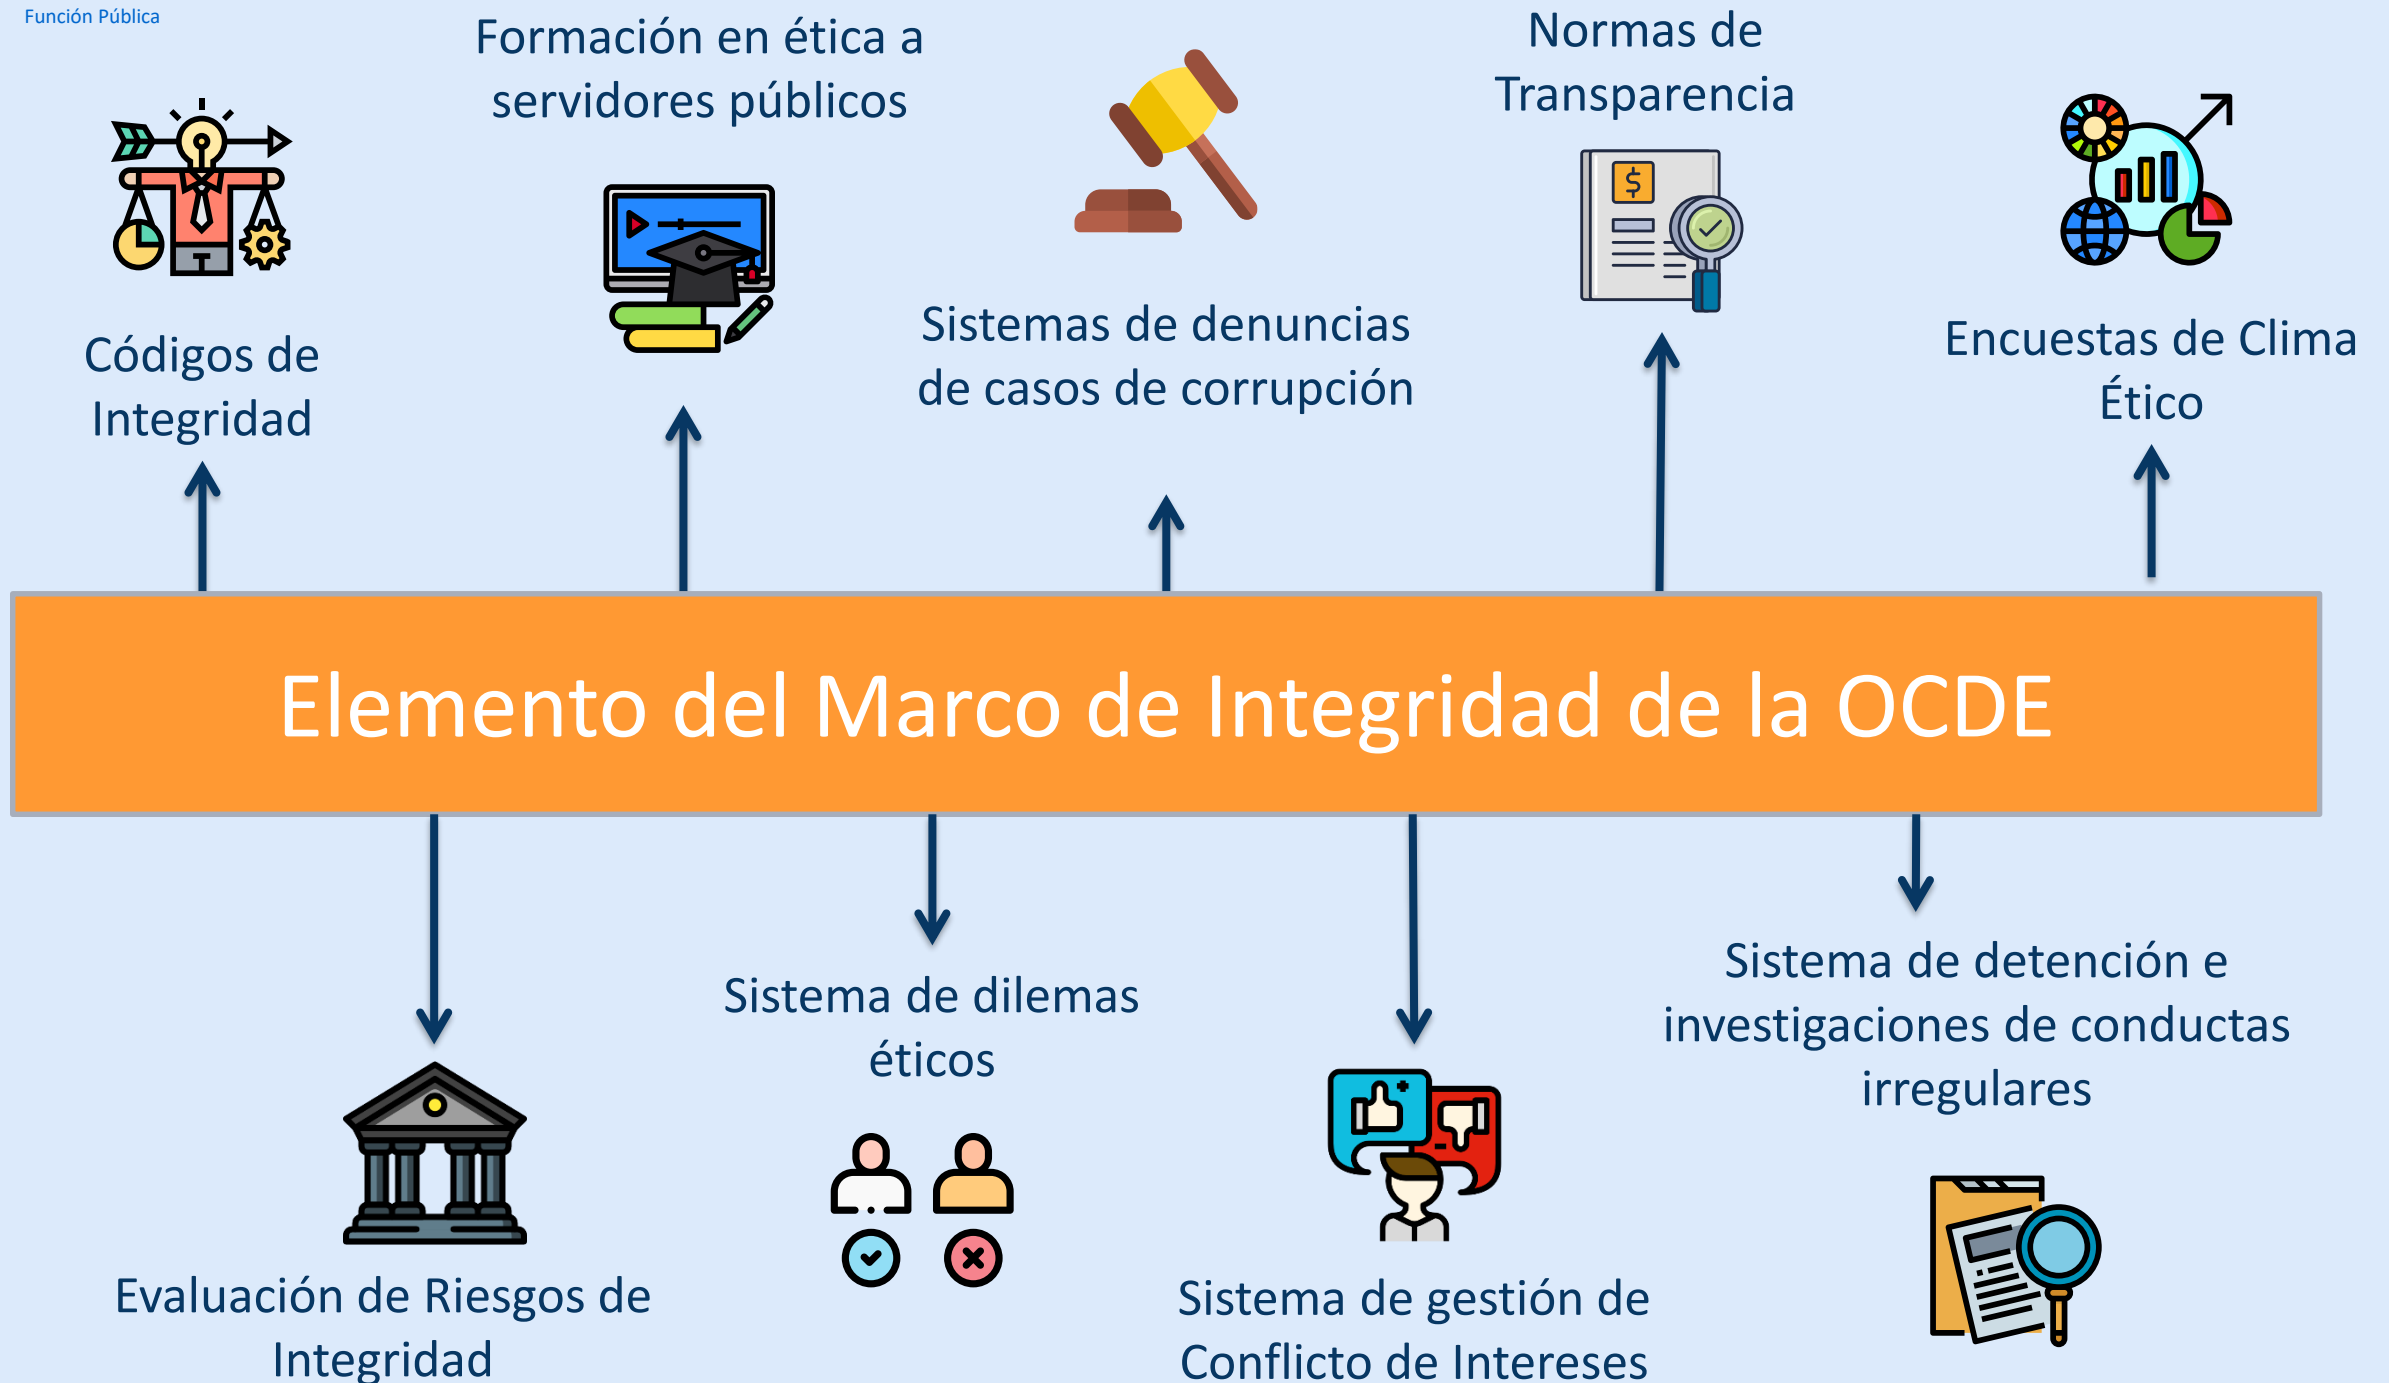 Función Pública
Códigos de
Integridad
Formación en ética a
servidores públicos
Sistemas de denuncias
de casos de corrupción
Normas de
Transparencia
$
Encuestas de Clima
Ético
Elemento del Marco de Integridad de la OCDE
Evaluación de Riesgos de
Integridad
Sistema de dilemas
éticos
Sistema de gestión de
Conflicto de Intereses
Sistema de detención e
investigaciones de conductas
irregulares